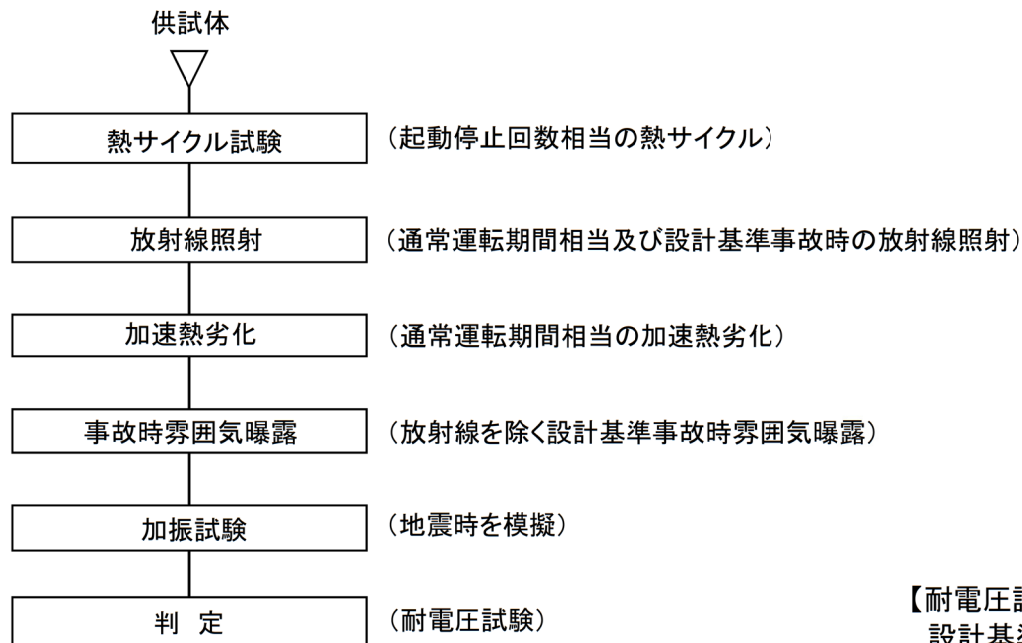 供試体
熱サイクル試験 (起動停止回数相当の熱サイクル)
放射線照射 (通常運転期間相当及び設計基準事故時の放射線照射)
加速熱劣化 (通常運転期間相当の加速熱劣化)
事故時雰囲気曝露 (放射線を除く設計基準事故時雰囲気曝露)
加振試験 (地震時を模擬)
判 定 (耐電圧試験)
【耐電圧試
設計基準